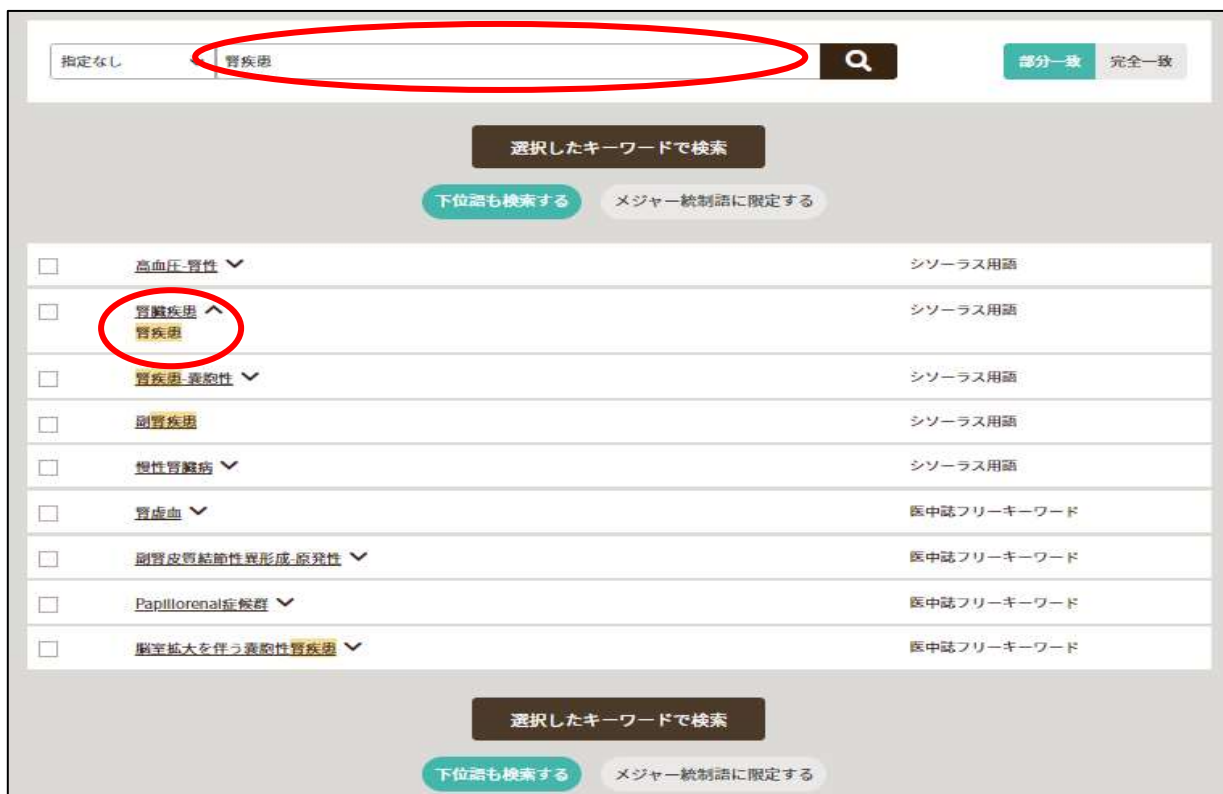 指定なし 腎疾患 部分一致 完全一致
選択したキーワードで検索
下位語も検索する メジャー統制語に限定する
高血圧-腎性 シソーラス用語
腎臓疾患 シソーラス用語
腎疾患
腎疾患-嚢胞性 シソーラス用語
副腎疾患 シソーラス用語
慢性腎臓病 シソーラス用語
腎虚血 医中誌フリーキーワード
副腎皮質結節性異形成-原発性 医中誌フリーキーワード
Papillorenal症候群 医中誌フリーキーワード
脳室拡大を伴う嚢胞性腎疾患 医中誌フリーキーワード
選択したキーワードで検索
下位語も検索する メジャー統制語に限定する